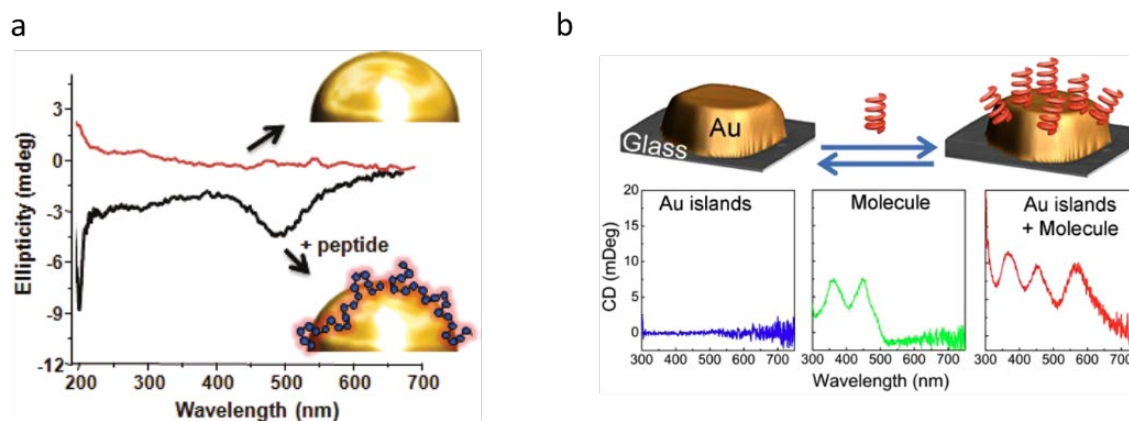 a
3
0
-3
-6
-9
-12
Ellipticity (mdeg)
+ peptide
200 300 400 500 600 700
Wavelength (nm)
b
Glass
Au
20
15
10
5
0
CD (mDeg)
Au islands
Molecule
Au islands
+ Molecule
300 400 500 600 700
300 400 500 600 700
300 400 500 600 700
Wavelength (nm)